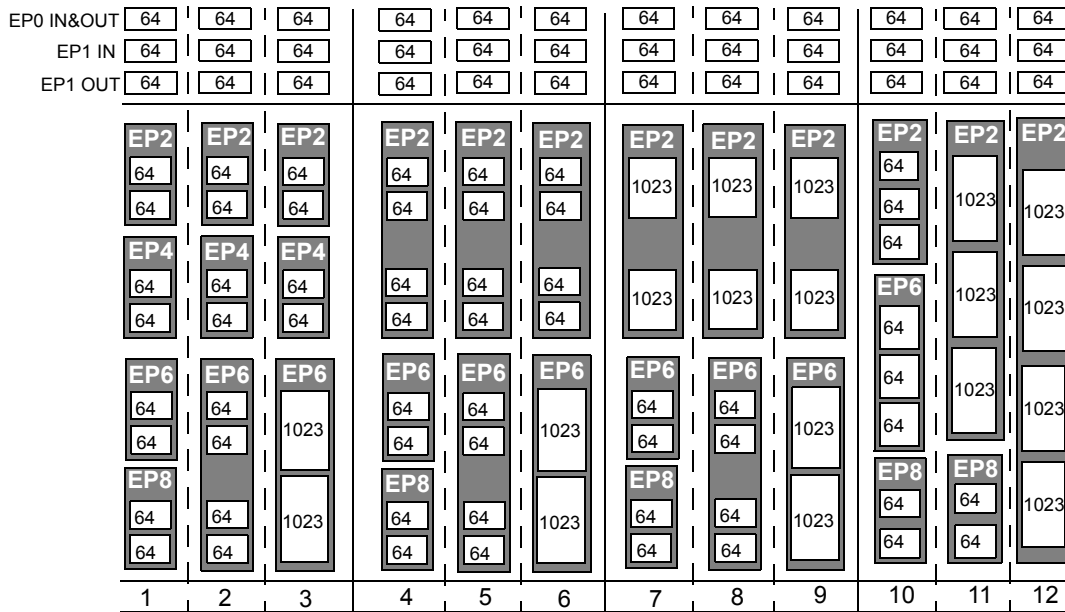 EP0 IN&OUT 64 64 64 64 64 64 64 64 64 64 64 64
EP1 IN 64 64 64 64 64 64 64 64 64 64 64 64
EP1 OUT 64 64 64 64 64 64 64 64 64 64 64 64
EP2 EP2 EP2 EP2 EP2 EP2 EP2 EP2 EP2 EP2 EP2 EP2
64 64 64 64 64 64 1023 1023 1023 64
64 64 64 64 64 64 64 1023 1023
EP4 EP4 EP4 64
64 64 64 64 64 64 1023 1023 1023 EP6 1023 1023
64 64 64 64 64 64 64
EP6 EP6 EP6 EP6 EP6 EP6 EP6 EP6 EP6 64 1023
64 64 64 64 64 64 1023
64 64 1023 64 64 1023 64 64 1023 64
EP8 EP8 EP8 EP8 EP8
64 64 1023 64 64 1023 64 64 1023 64 64 1023
64 64 64 64 64 64 64 64
1 2 3 4 5 6 7 8 9 10 11 12